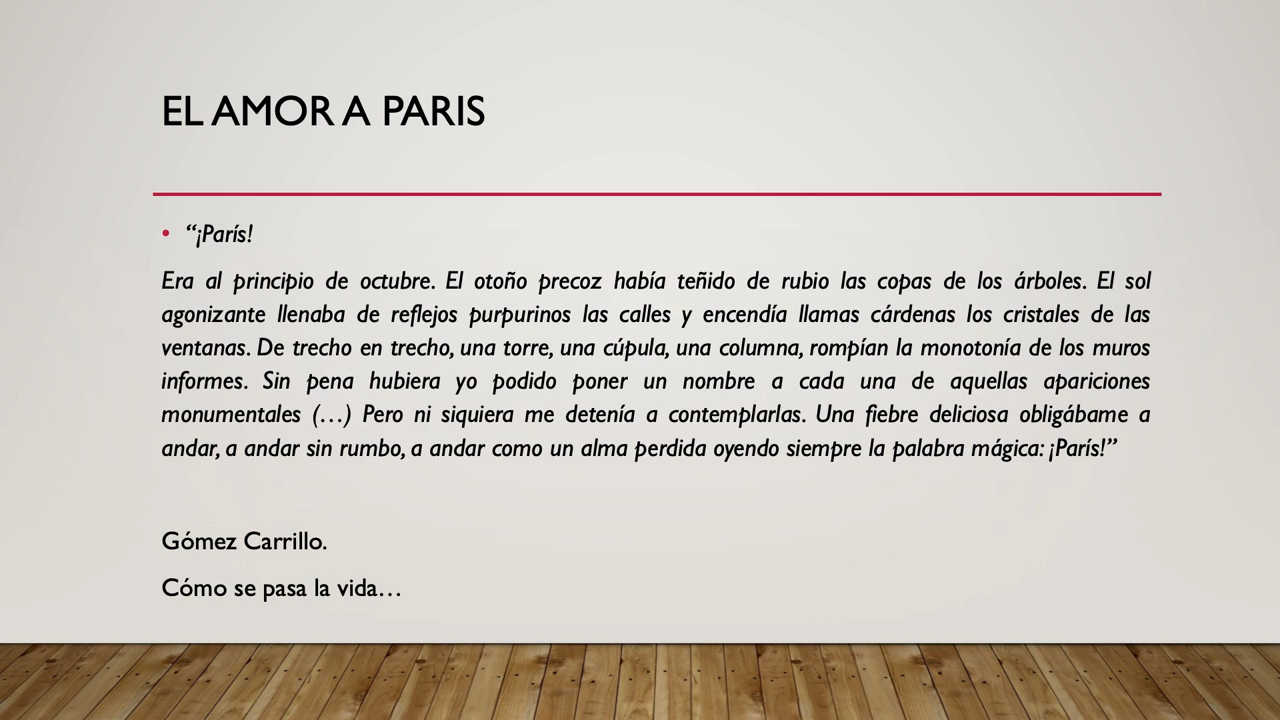 EL AMOR A PARIS
• “¡París!
Era al principio de octubre. El otoño precoz había teñido de rubio las copas de los árboles. El sol
agonizante llenaba de reflejos purpurinos las calles y encendía llamas cárdenas los cristales de las
ventanas. De trecho en trecho, una torre, una cúpula, una columna, rompían la monotonía de los muros
informes. Sin pena hubiera yo podido poner un nombre a cada una de aquellas apariciones
monumentales (…) Pero ni siquiera me detenía a contemplarlas. Una fiebre deliciosa obligábame a
andar, a andar sin rumbo, a andar como un alma perdida oyendo siempre la palabra mágica: ¡París!”
Gómez Carrillo.
Cómo se pasa la vida…